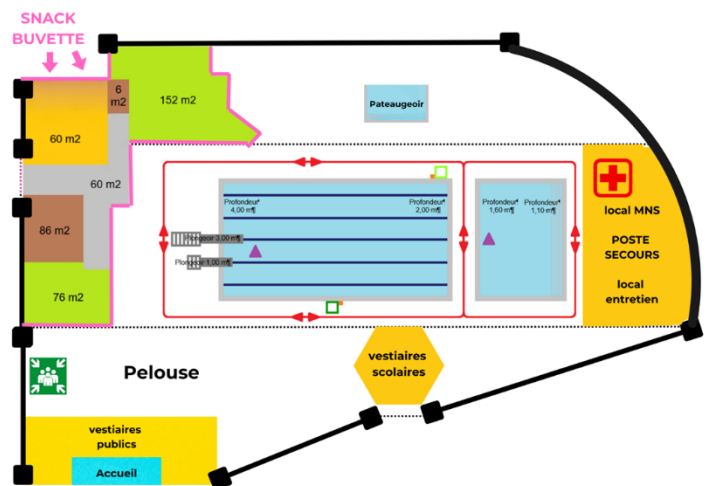 SNACK
BUVETTE
6
m2
152 m2
60 m2
60 m2
86 m2
76 m2
Pateaugeoir
Profondeur*
4,00 m¶
Profondeur*
2,00 m¶
Profondeur*
1,60 m¶
Profondeur*
1,10 m¶
Plongeoir 3,00 m¶
Plongeoir 1,00 m¶
local MNS
POSTE
SECOURS
local
entretien
Pelouse
vestiaires
scolaires
vestiaires
publics
Accueil